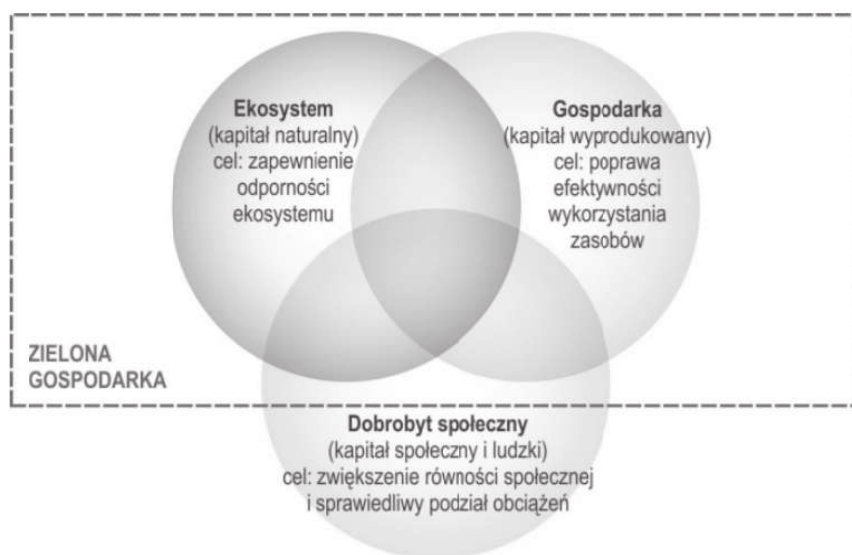 Ekosystem
(kapitał naturalny)
cel: zapewnienie
odporności
ekosystemu
Gospodarka
(kapitał wyprodukowany)
cel: poprawa
efektywności
wykorzystania
zasobów
ZIELONA
GOSPODARKA
Dobrobyt społeczny
(kapitał społeczny i ludzki)
cel: zwiększenie równości społecznej
i sprawiedliwy podział obciążeń